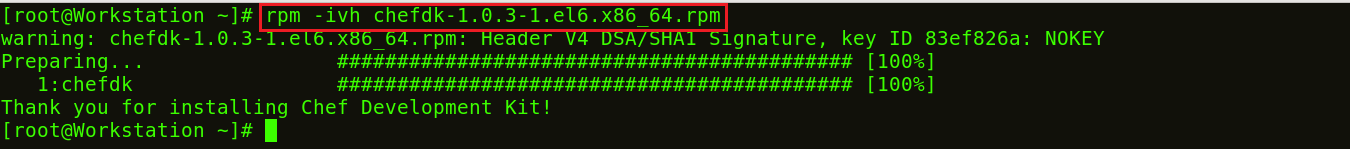 [root@Workstation ~]# rpm -ivh chefdk-1.0.3-1.el6.x86_64.rpm
warning: chefdk-1.0.3-1.el6.x86_64.rpm: Header V4 DSA/SHA1 Signature, key ID 83ef826a: NOKEY
Preparing... ########################################### [100%]
1:chefdk ########################################### [100%]
Thank you for installing Chef Development Kit!
[root@Workstation ~]#